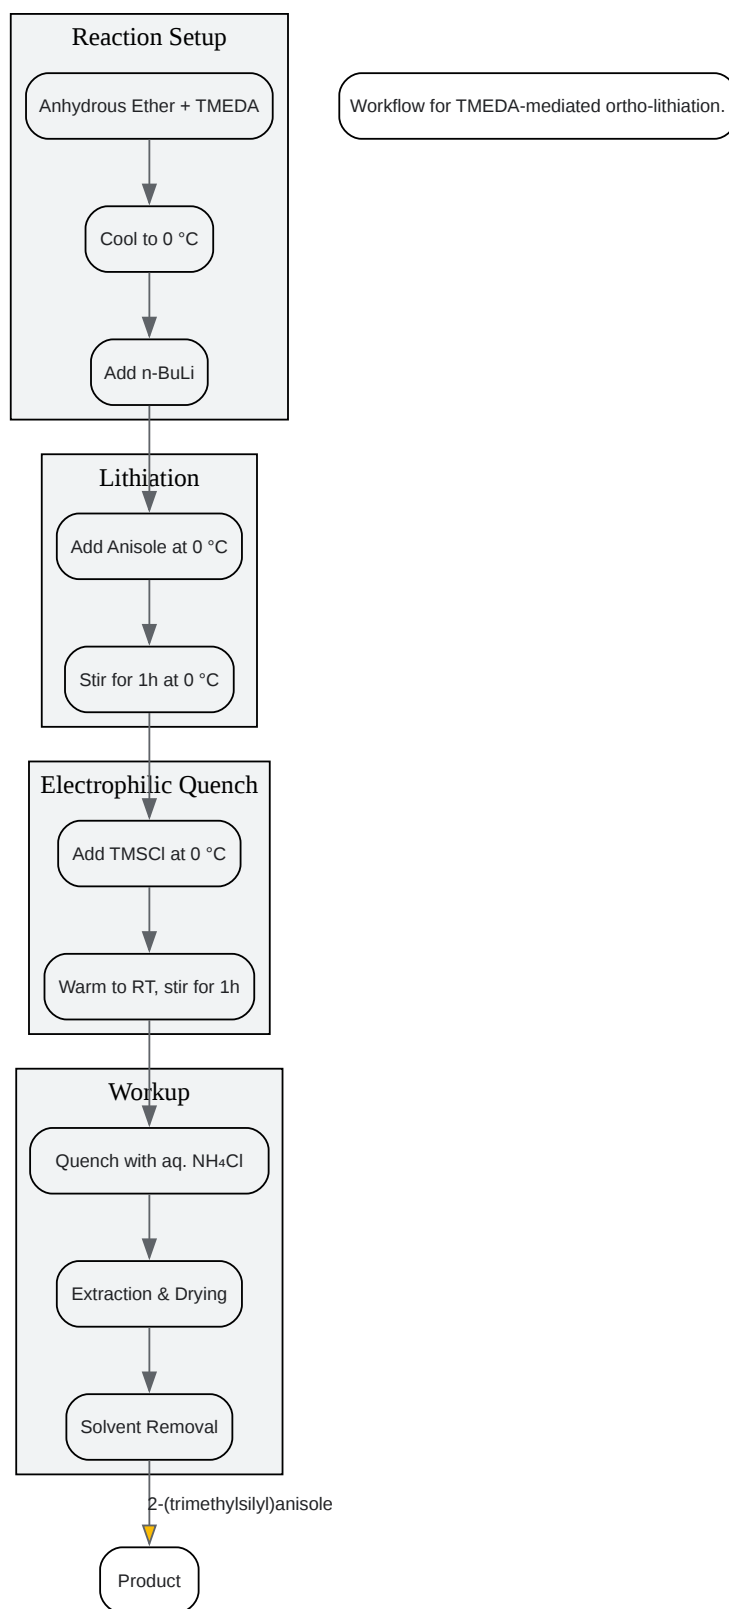 Reaction Setup
Anhydrous Ether + TMEDA
Workflow for TMEDA-mediated ortho-lithiation.
Cool to 0 °C
Add n-BuLi
Lithiation
Add Anisole at 0 °C
Stir for 1h at 0 °C
Electrophilic Quench
Add TMSCl at 0 °C
Warm to RT, stir for 1h
Workup
Quench with aq. NH₄Cl
Extraction & Drying
Solvent Removal
2-(trimethylsilyl)anisole
Product